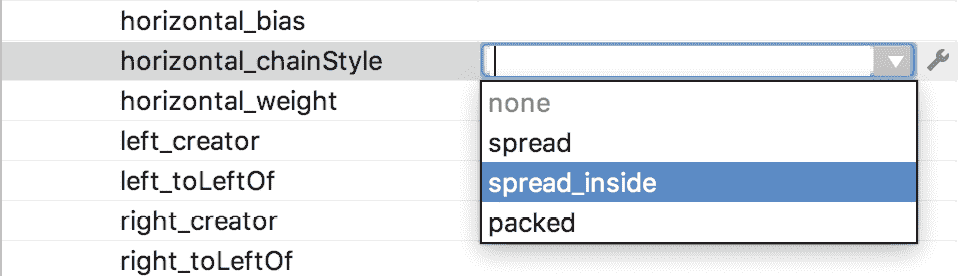 horizontal_bias
horizontal_chainStyle
none
horizontal_weight
spread
left_creator
spread_inside
left_toLeftOf
packed
right_creator
right_toLeftOf